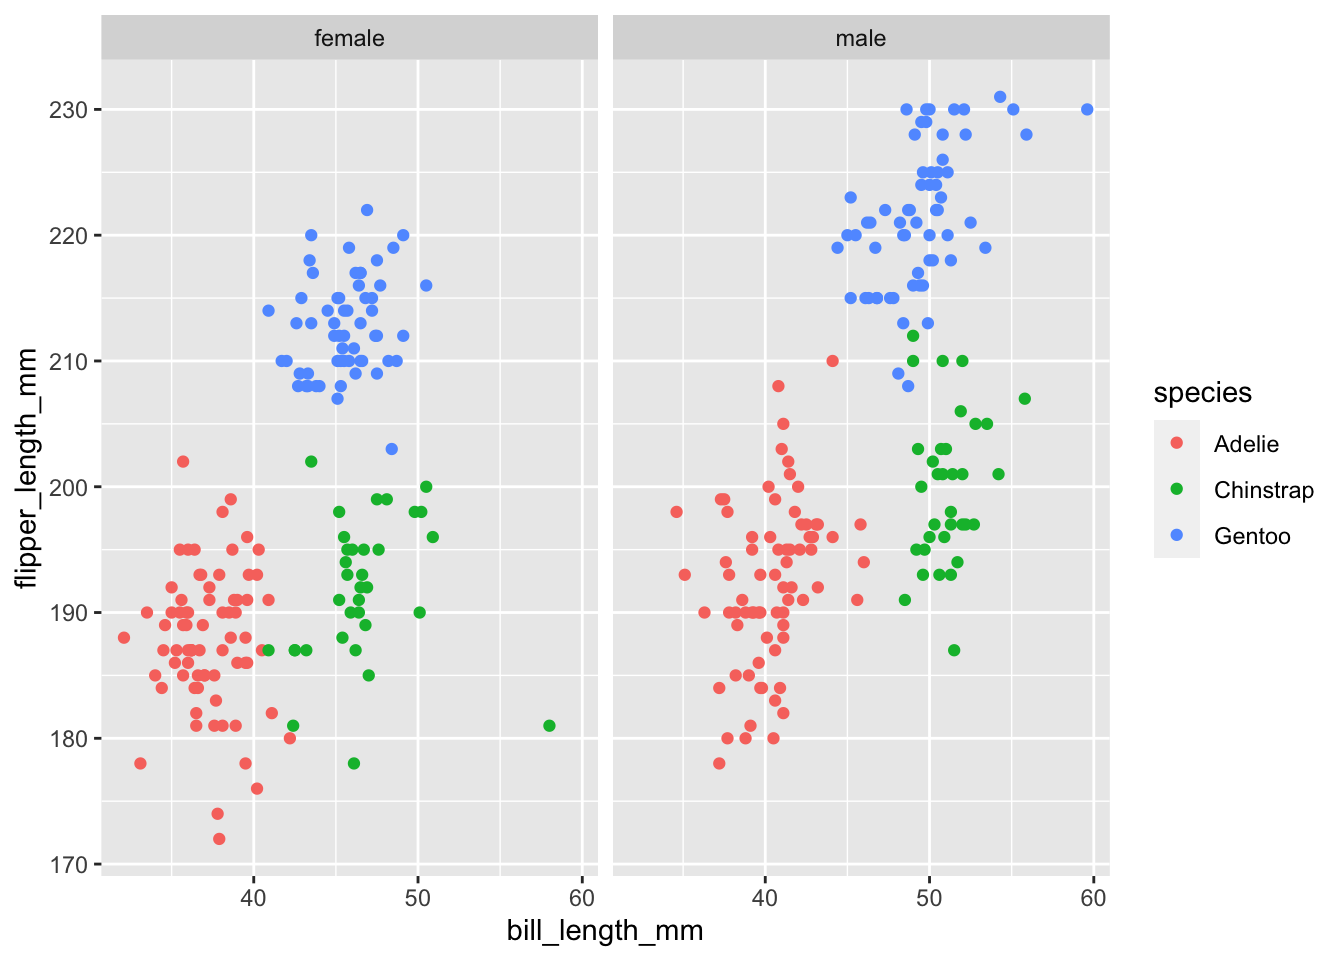 female
male
230
220
210
200
190
180
170
flipper_length_mm
40
50
60
40
50
60
bill_length_mm
species
Adelie
Chinstrap
Gentoo